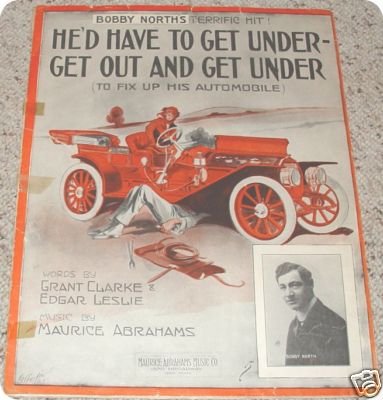 BOBBY NORTH'S TERRIFIC HIT!
HE'D HAVE TO GET UNDER-
GET OUT AND GET UNDER
(TO FIX UP HIS AUTOMOBILE)
WORDS BY
GRANT CLARKE &
EDGAR LESLIE
MUSIC BY
MAURICE ABRAHAMS
BOBBY NORTH
MAURICE ABRAHAMS MUSIC CO
ebay